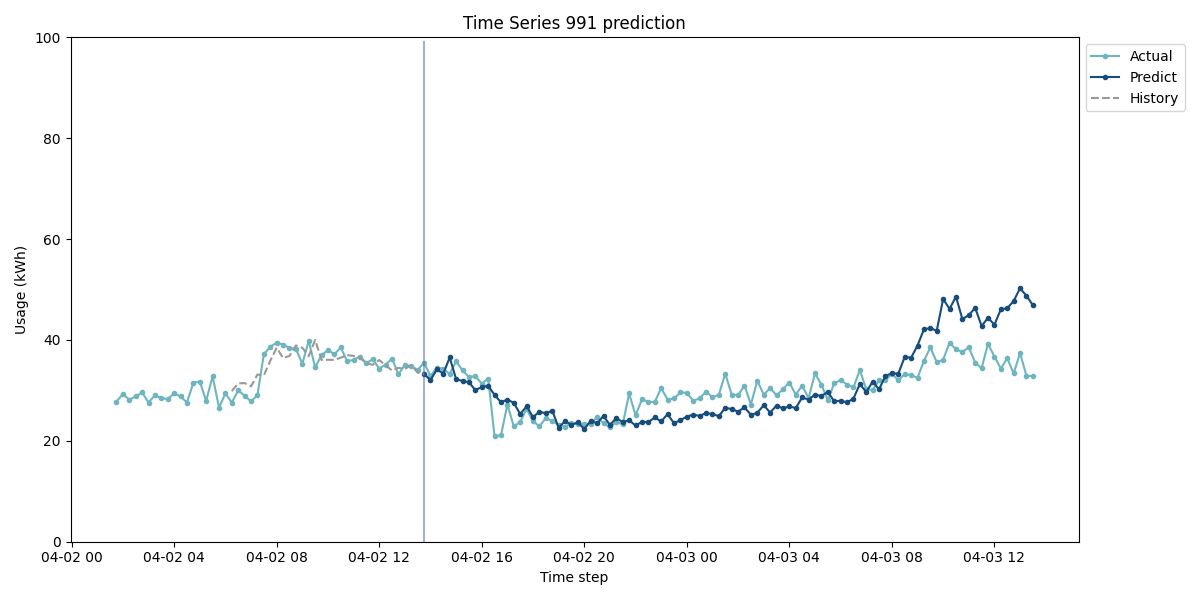 Time Series 991 prediction
Usage (kWh)
100
80
60
40
20
0
04-02 00
04-02 04
04-02 08
04-02 12
04-02 16
04-02 20
04-03 00
04-03 04
04-03 08
04-03 12
Time step
Actual
Predict
History